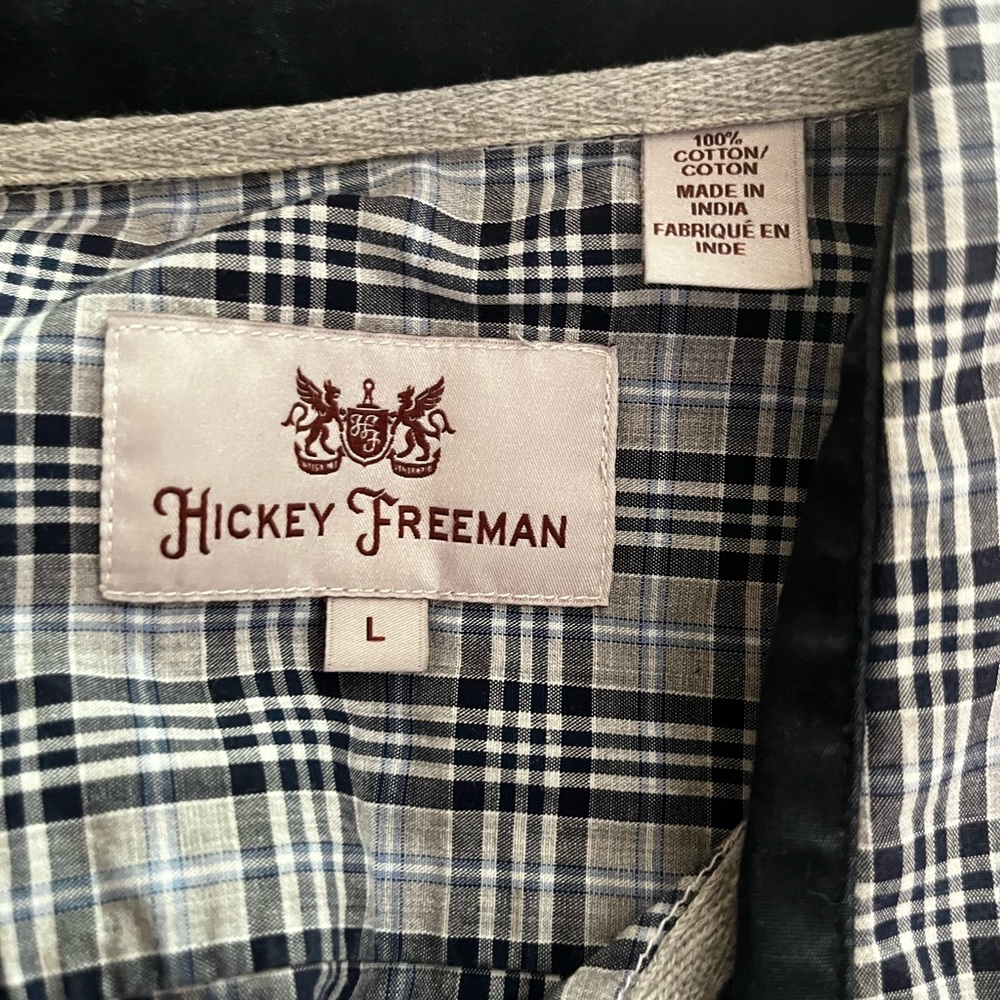 100%
COTTON/
COTON
MADE IN
INDIA
FABRIQUÉ EN
INDE
HICKEY FREEMAN
L